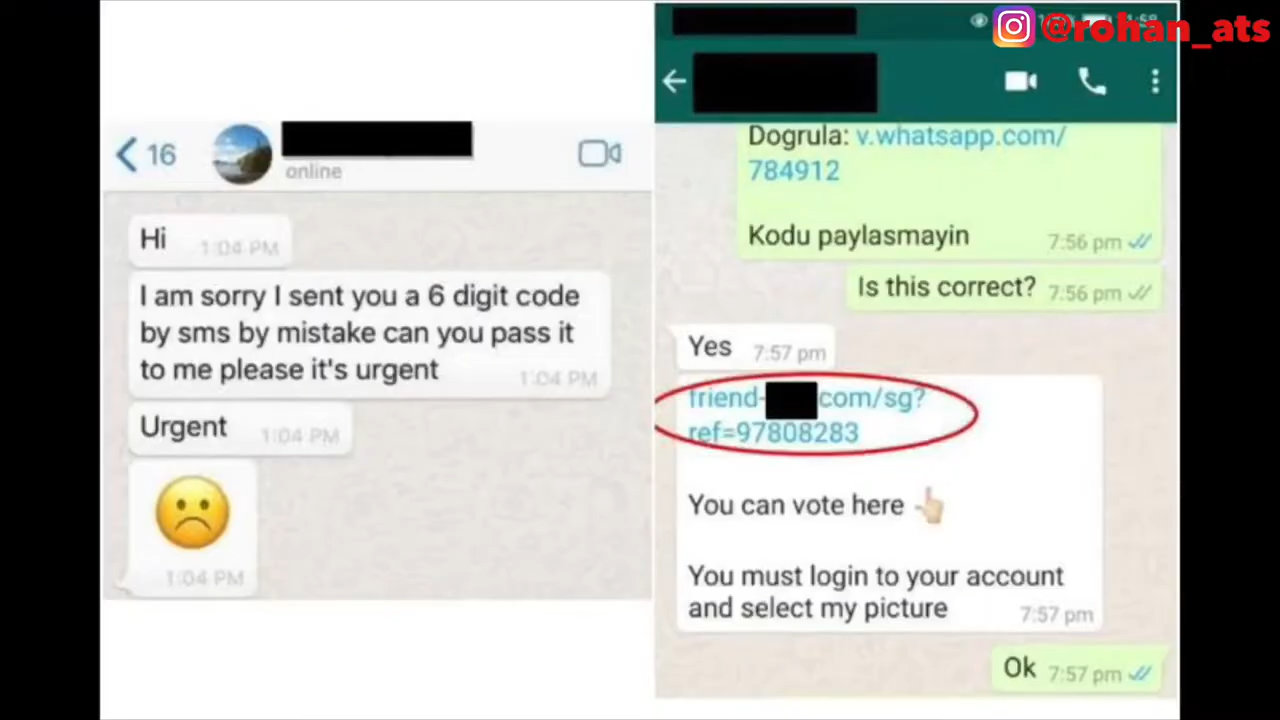 @rohan_ats
16
online
Hi
1:04 PM
I am sorry I sent you a 6 digit code
by sms by mistake can you pass it
to me please it's urgent
1:04 PM
Urgent
1:04 PM
1:04 PM
Dogrula: v.whatsapp.com/
784912
Kodu paylasmayin
7:56 pm
Is this correct?
7:56 pm
Yes
7:57 pm
friend-
com/sg?
ref=97808283
You can vote here
You must login to your account
and select my picture
7:57 pm
Ok
7:57 pm